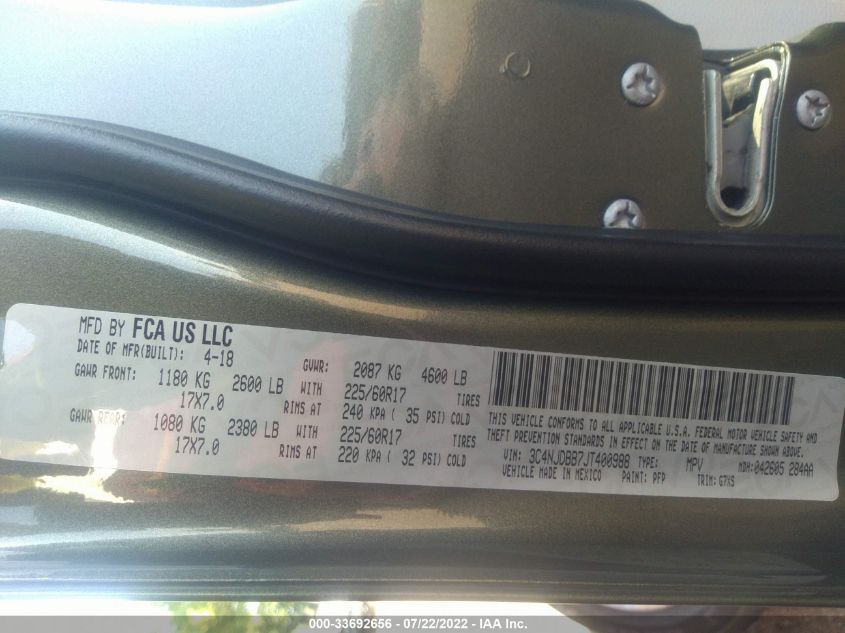 MFD BY FCA US LLC
DATE OF MFR(BUILT): 4-18 GVWR: 2087 KG 4600 LB
GAWR FRONT: 1180 KG 2600 LB WITH 225/60R17 TIRES
17X7.0 RIMS AT 240 KPA ( 35 PSI) COLD
GAWR REAR: 1080 KG 2380 LB WITH 225/60R17 TIRES
17X7.0 RIMS AT 220 KPA ( 32 PSI) COLD
THIS VEHICLE CONFORMS TO ALL APPLICABLE U.S.A. FEDERAL MOTOR VEHICLE SAFETY AND
THEFT PREVENTION STANDARDS IN EFFECT ON THE DATE OF MANUFACTURE SHOWN ABOVE.
VIN: 3C4NJDBB7JT400988 TYPE: MPV MDH: 042605 284AA
VEHICLE MADE IN MEXICO PAINT: PFP TRIM: G7XS
000-33692656 - 07/22/2022 - IAA Inc.